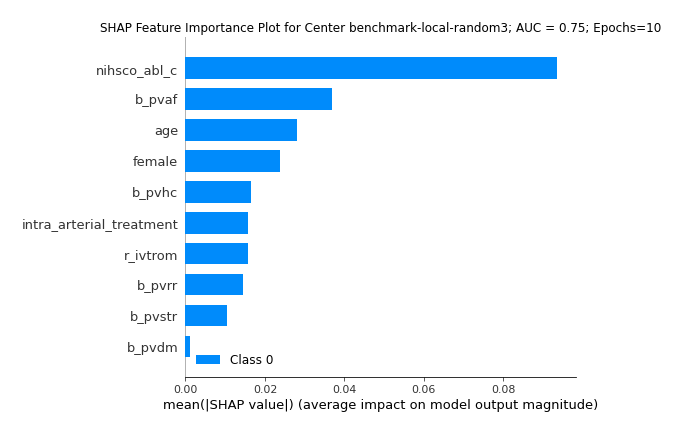 SHAP Feature Importance Plot for Center benchmark-local-random3; AUC = 0.75; Epochs=10
nihsco_abl_c
b_pvaf
age
female
b_pvhc
intra_arterial_treatment
r_ivtrom
b_pvrr
b_pvstr
b_pvdm
Class 0
0.00 0.02 0.04 0.06 0.08
mean(|SHAP value|) (average impact on model output magnitude)